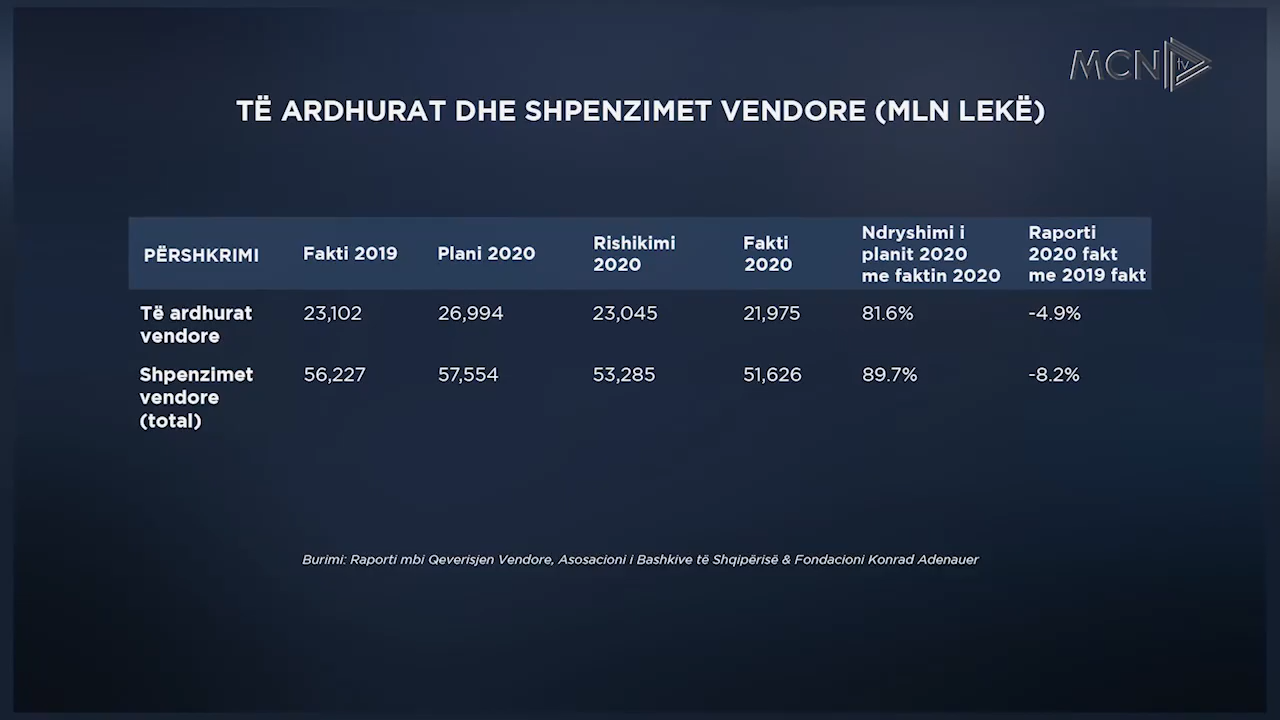 MCN tv
TË ARDHURAT DHE SHPENZIMET VENDORE (MLN LEKË)
PËRSHKRIMI
Fakti 2019
Plani 2020
Rishikimi
2020
Fakti
2020
Ndryshimi i
planit 2020
me faktin 2020
Raporti
2020 fakt
me 2019 fakt
Të ardhurat
vendore
23,102
26,994
23,045
21,975
81.6%
-4.9%
Shpenzimet
vendore
(total)
56,227
57,554
53,285
51,626
89.7%
-8.2%
Burimi: Raporti mbi Qeverisjen Vendore, Asosacioni i Bashkive të Shqipërisë & Fondacioni Konrad Adenauer